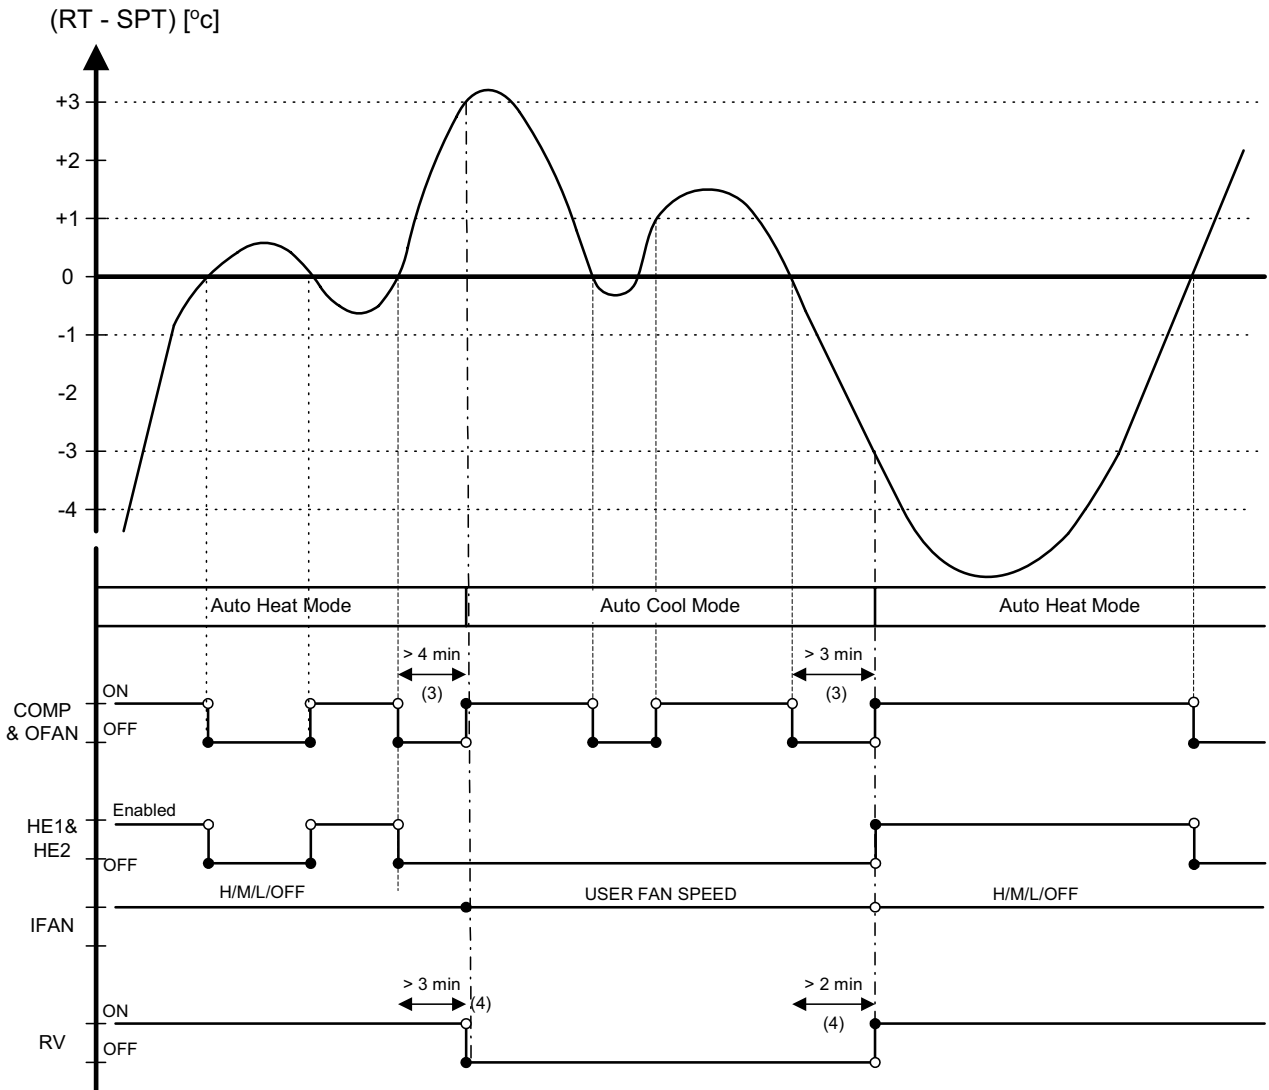 (RT - SPT) [ºc]
+3
+2
+1
0
-1
-2
-3
-4
Auto Heat Mode
Auto Cool Mode
Auto Heat Mode
> 4 min
(3)
> 3 min
(3)
COMP
& OFAN
ON
OFF
HE1&
HE2
Enabled
OFF
IFAN
H/M/L/OFF
USER FAN SPEED
H/M/L/OFF
> 3 min
(4)
> 2 min
(4)
RV
ON
OFF